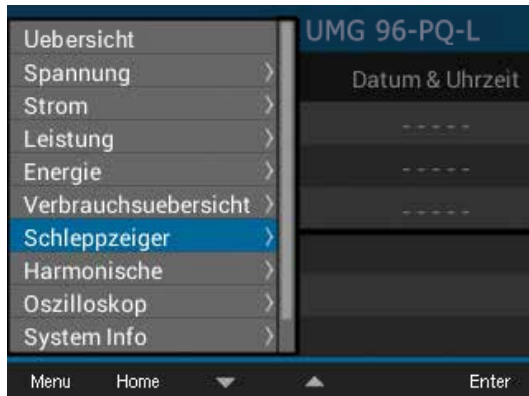 UMG 96-PQ-L
Datum & Uhrzeit
- - - - -
- - - - -
- - - - -
Uebersicht
Spannung
Strom
Leistung
Energie
Verbrauchsuebersicht
Schleppzeiger
Harmonische
Oszilloskop
System Info
Menu Home Enter